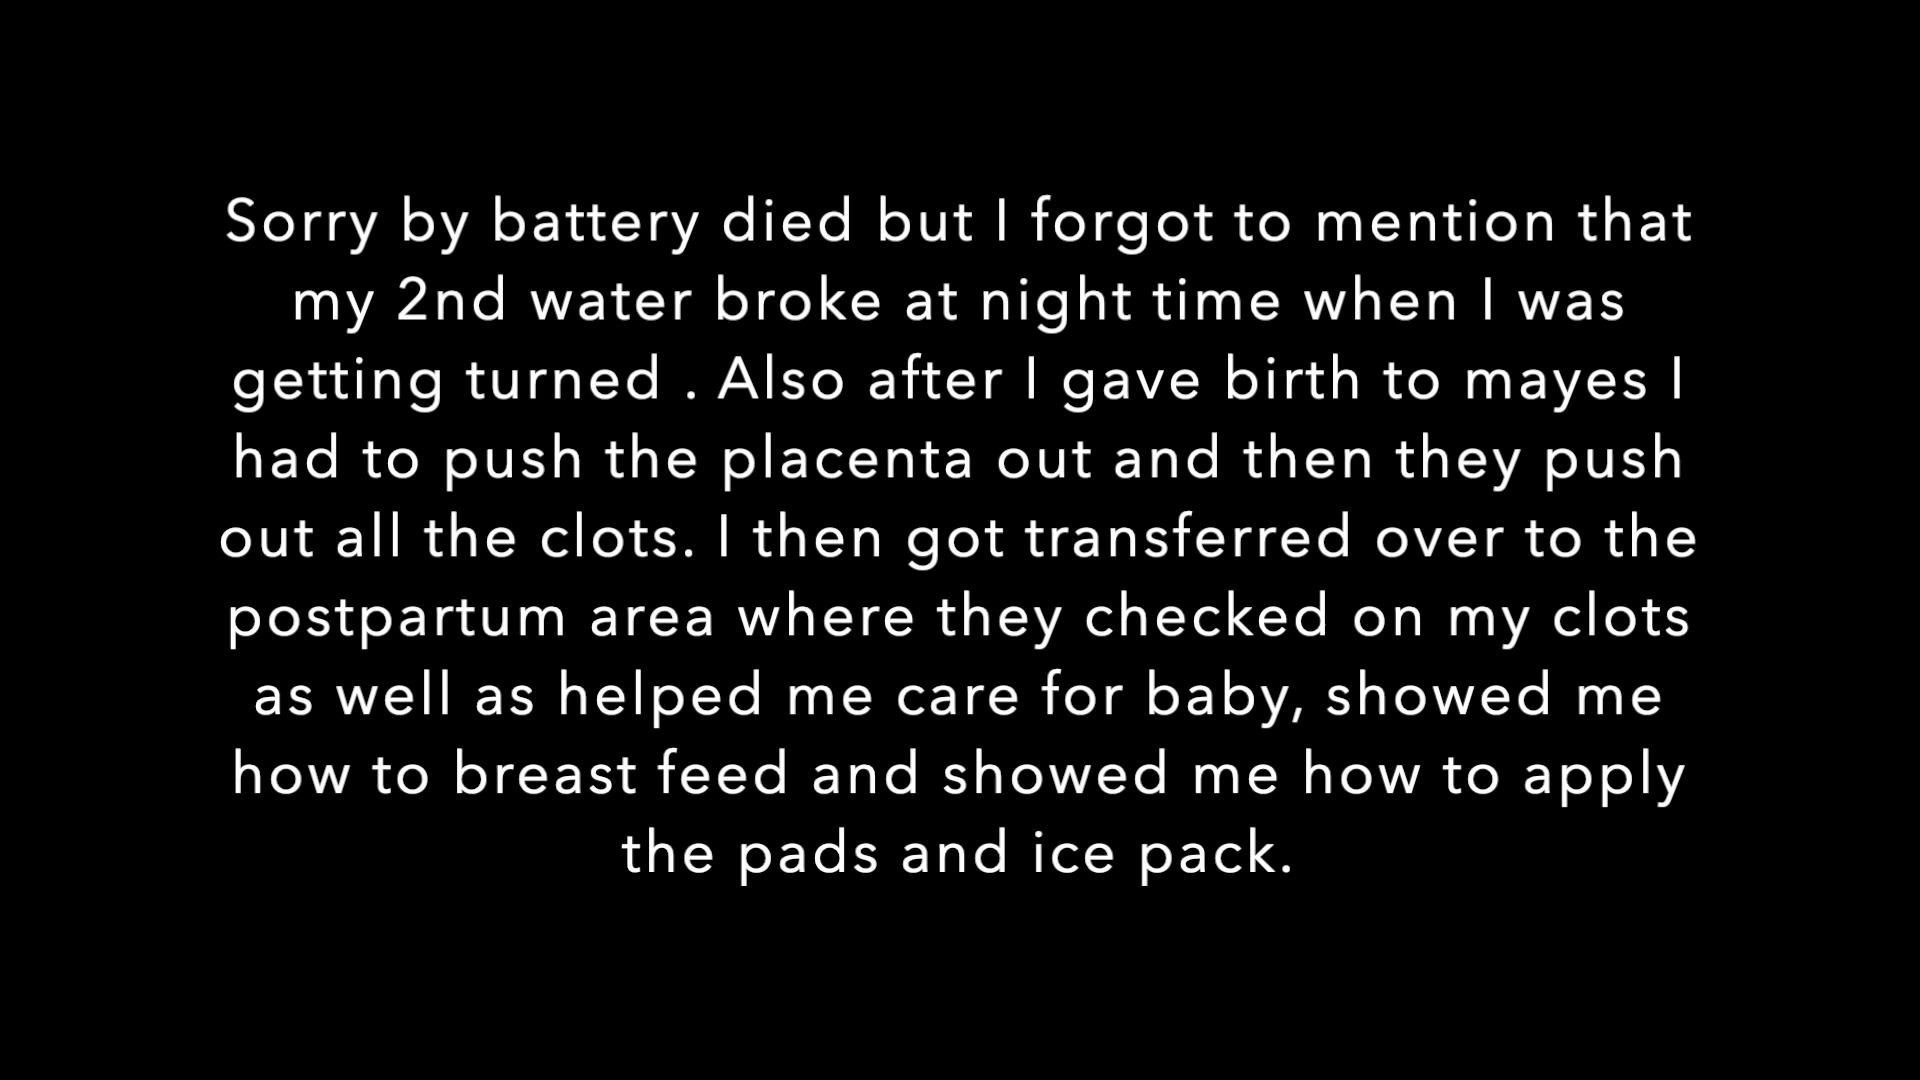 Sorry by battery died but I forgot to mention that
my 2nd water broke at night time when I was
getting turned . Also after I gave birth to mayes I
had to push the placenta out and then they push
out all the clots. I then got transferred over to the
postpartum area where they checked on my clots
as well as helped me care for baby, showed me
how to breast feed and showed me how to apply
the pads and ice pack.